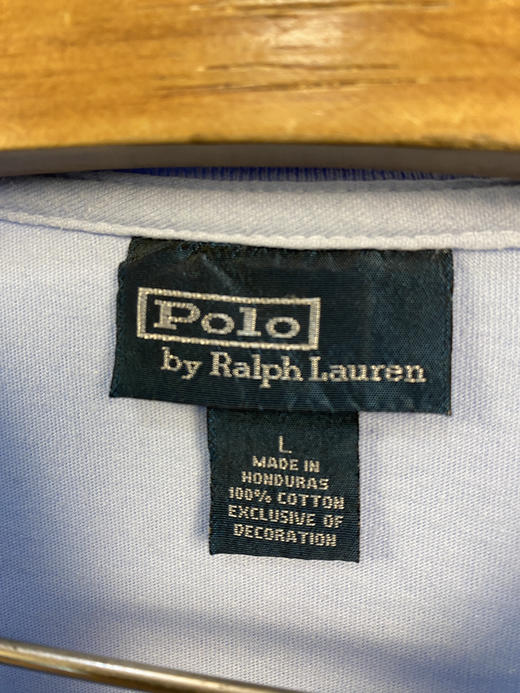 Polo
by Ralph Lauren
L
MADE IN
HONDURAS
100% COTTON
EXCLUSIVE OF
DECORATION